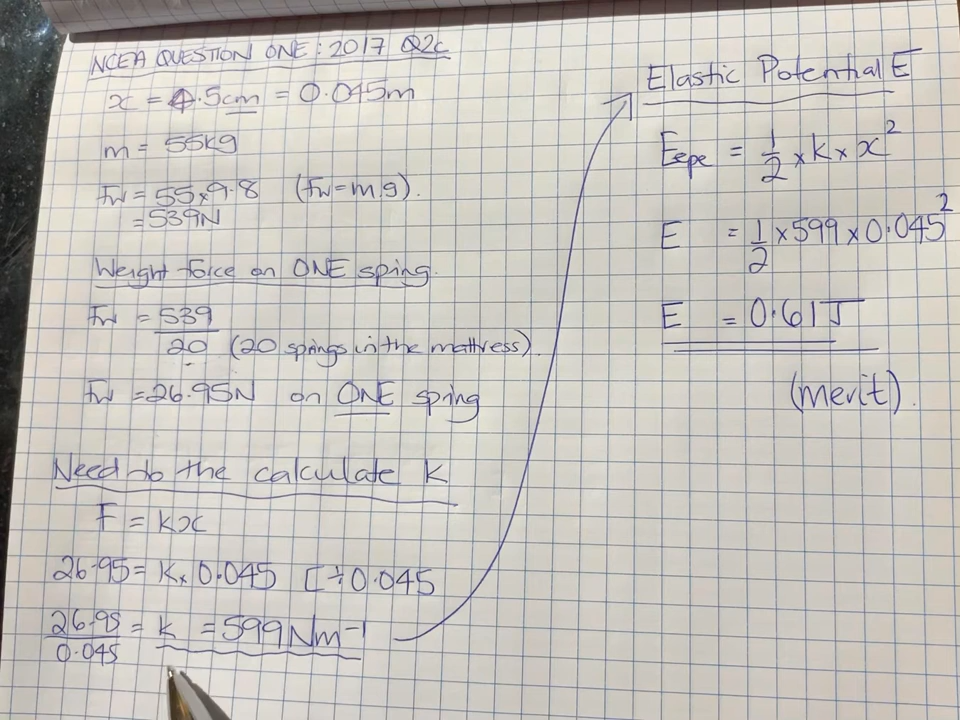 NCEA QUESTION ONE: 2017 Q2c
x = 4.5cm = 0.045m
m = 55kg
Fw = 55x9.8 (Fw=m.g).
= 539N
Weight force on ONE sping.
Fw = 539
20 (20 springs in the mattress).
Fw = 26.95N on ONE spring
Need to the calculate K
F = kx
26.95 = K x 0.045 [÷0.045
26.95 = k = 599Nm⁻¹
0.045
Elastic Potential E
Eepe = 1/2 x k x x²
E = 1/2 x 599 x 0.045²
E = 0.61J
(merit).